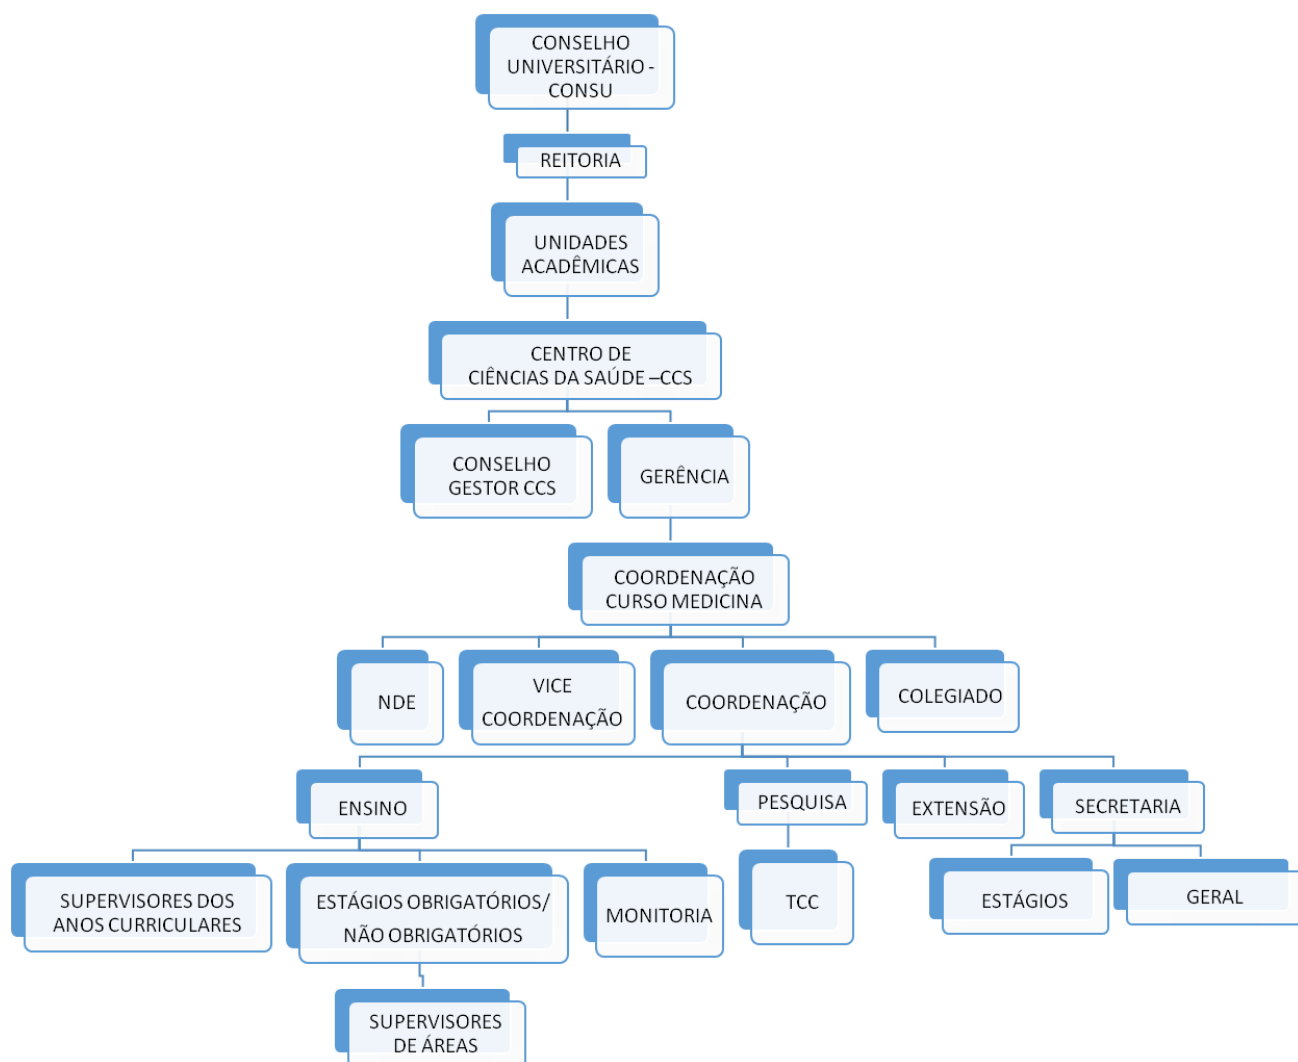 CONSELHO
UNIVERSITÁRIO -
CONSU
REITORIA
UNIDADES
ACADÊMICAS
CENTRO DE
CIÊNCIAS DA SAÚDE –CCS
CONSELHO
GESTOR CCS
GERÊNCIA
COORDENAÇÃO
CURSO MEDICINA
NDE
VICE
COORDENAÇÃO
COORDENAÇÃO
COLEGIADO
ENSINO
PESQUISA
EXTENSÃO
SECRETARIA
SUPERVISORES DOS
ANOS CURRICULARES
ESTÁGIOS OBRIGATÓRIOS/
NÃO OBRIGATÓRIOS
MONITORIA
TCC
ESTÁGIOS
GERAL
SUPERVISORES
DE ÁREAS